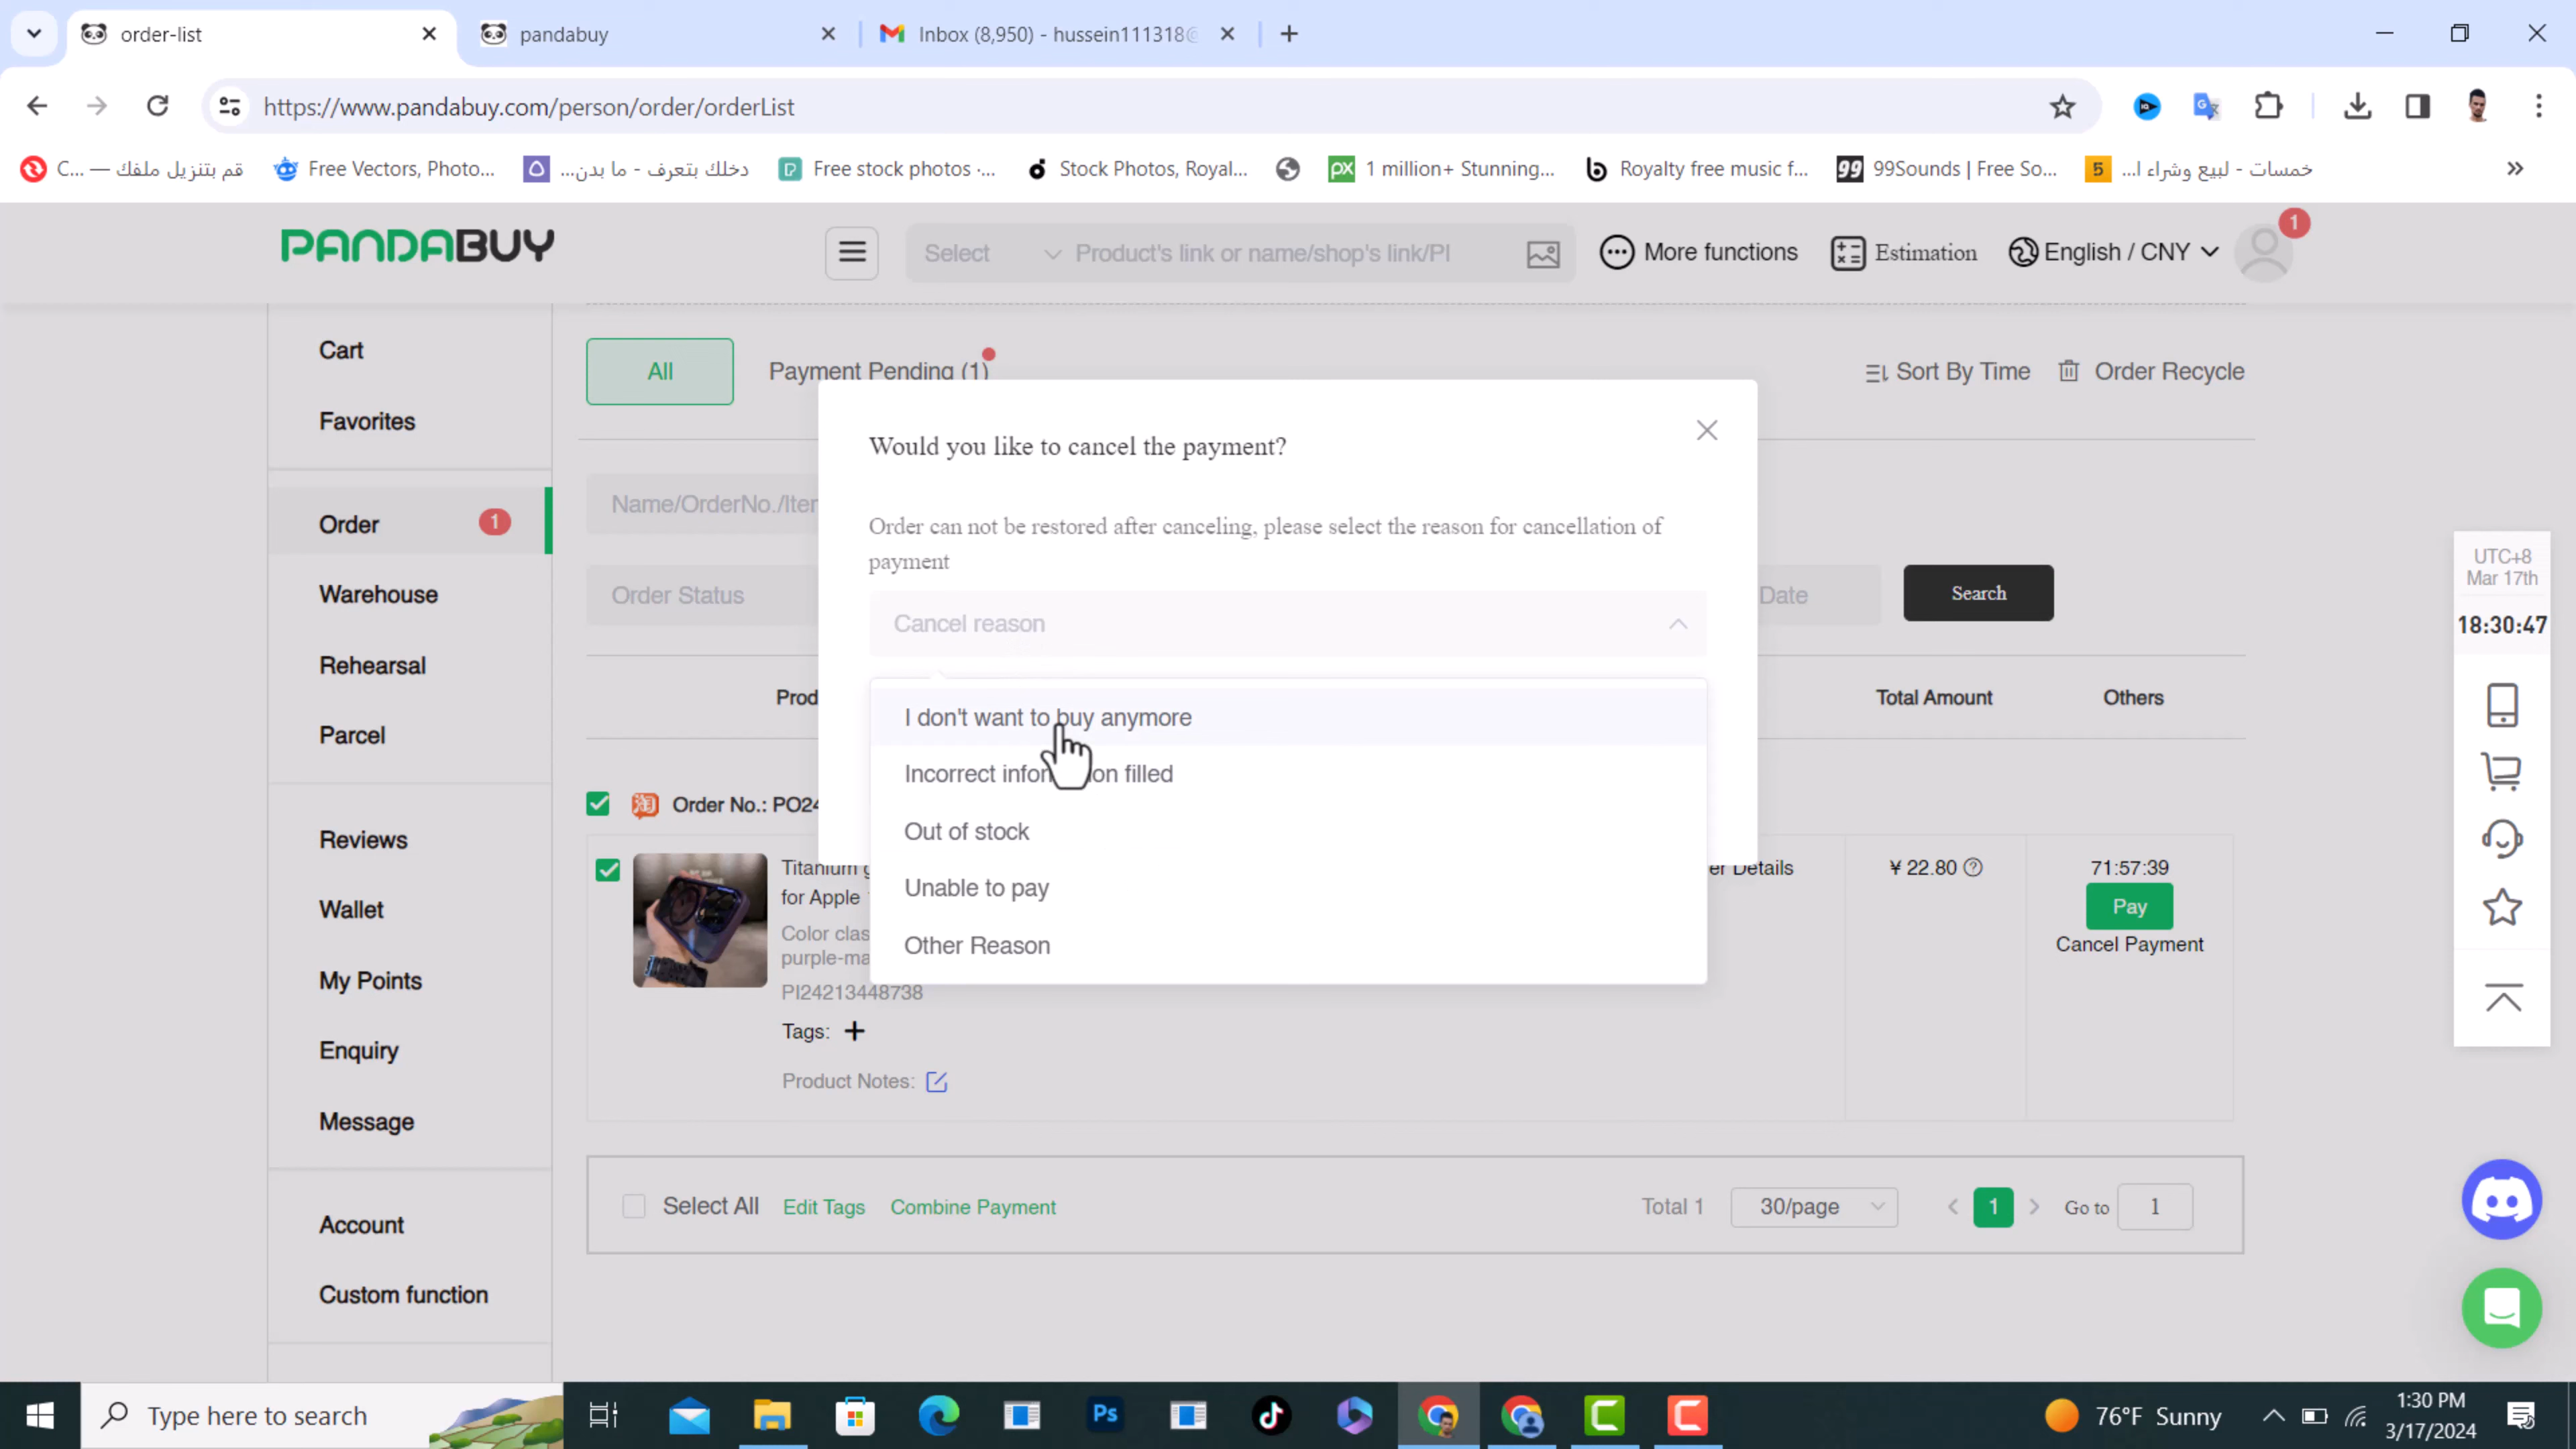 order-list
pandabuy
Inbox (8,950) - hussein111318@
https://www.pandabuy.com/person/order/orderList
C... — قم بتنزيل ملفك
Free Vectors, Photo...
دخلك بتعرف - ما بدن...
Free stock photos ·...
Stock Photos, Royal...
1 million+ Stunning...
Royalty free music f...
99Sounds | Free So...
خمسات - لبيع وشراء ا...
PANDABUY
Select
Product's link or name/shop's link/PI
More functions
Estimation
English / CNY
1
Cart
Favorites
Order
1
Warehouse
Rehearsal
Parcel
Reviews
Wallet
My Points
Enquiry
Message
Account
Custom function
All
Payment Pending (1)
Sort By Time
Order Recycle
Name/OrderNo./Iter
Order Status
Date
Search
Prod
Total Amount
Others
Would you like to cancel the payment?
Order can not be restored after canceling, please select the reason for cancellation of
payment
Cancel reason
I don't want to buy anymore
Incorrect infor on filled
Out of stock
Unable to pay
Other Reason
Order No.: PO24
Titanium g
for Apple
Color clas
purple-ma
PI24213448738
Tags:
Product Notes:
er Details
¥ 22.80
71:57:39
Pay
Cancel Payment
Select All
Edit Tags
Combine Payment
Total 1
30/page
1
Go to
1
UTC+8
Mar 17th
18:30:47
Type here to search
Ps
76°F Sunny
1:30 PM
3/17/2024